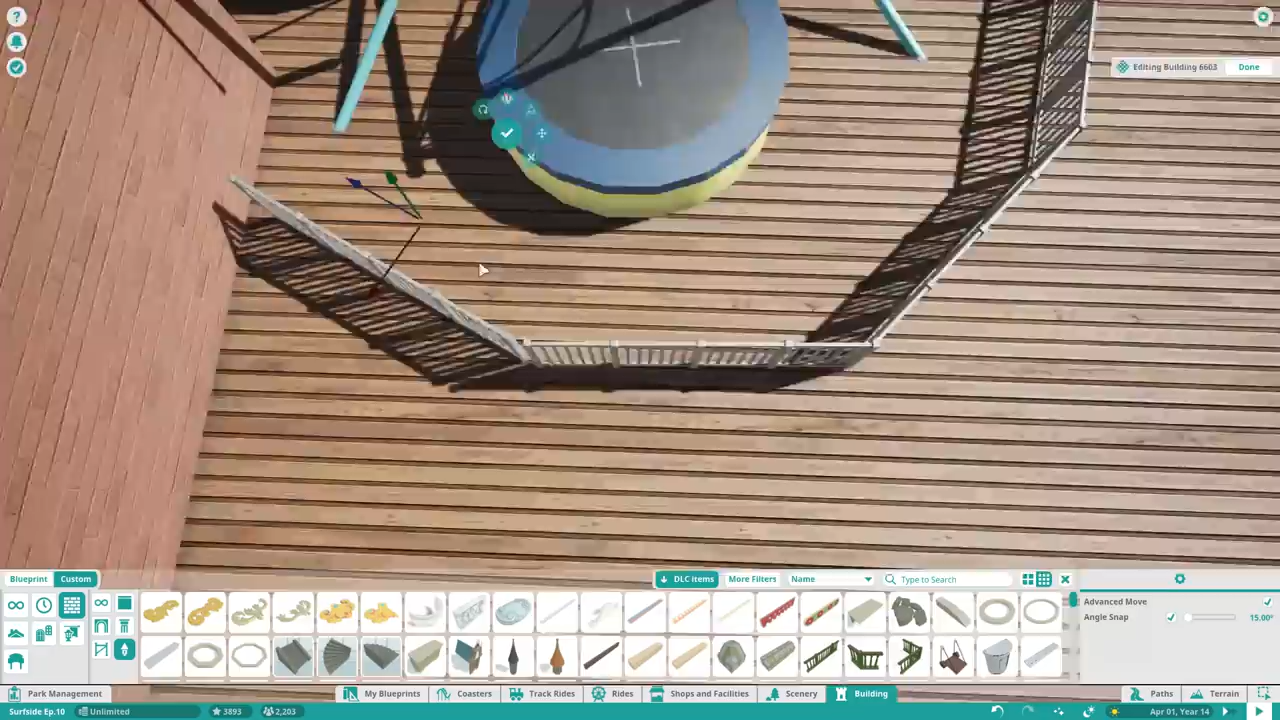 Editing Building 6603
Done
Blueprint
Custom
DLC items
More Filters
Name
Type to Search
Advanced Move
Angle Snap
15.00°
Park Management
My Blueprints
Coasters
Track Rides
Rides
Shops and Facilities
Scenery
Building
Paths
Terrain
Surfside Ep.10
Unlimited
3893
2,203
Apr 01, Year 14